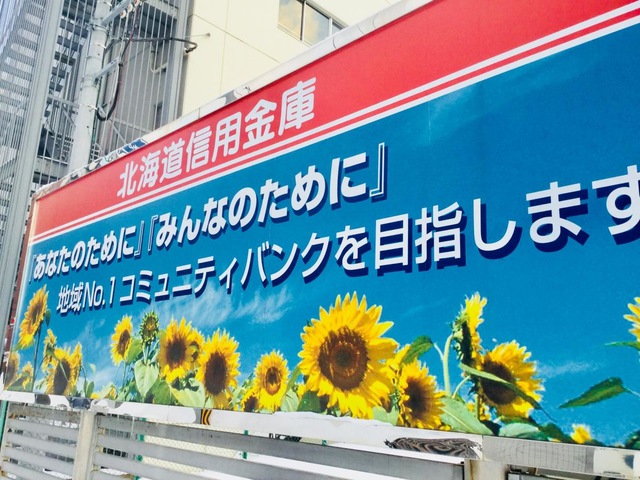 北海道信用金庫
『あなたのために』『みんなのために』
地域No.1コミュニティバンクを目指します